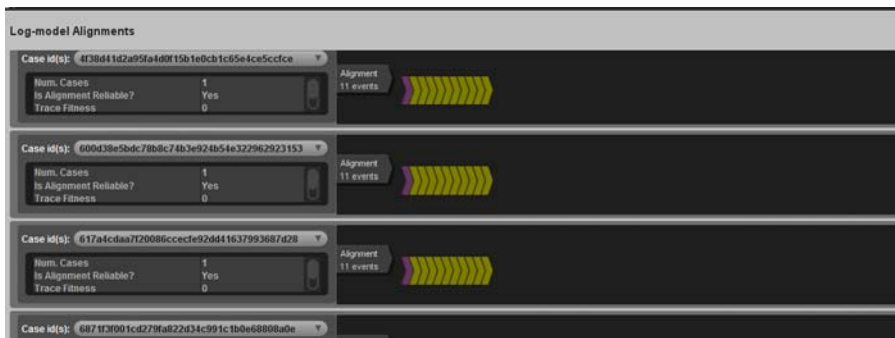 Log-model Alignments
Case id(s): 4f38d41d2a95fa4d0f15b1e0cb1c65e4ce5ccfce
Num. Cases 1
Is Alignment Reliable? Yes
Trace Fitness 0
Alignment
11 events
Case id(s): 600d38e5bdc78b8c74b3e924b54e322962923153
Num. Cases 1
Is Alignment Reliable? Yes
Trace Fitness 0
Alignment
11 events
Case id(s): 617a4cdaa7f20086ccecfe92dd41637993687d28
Num. Cases 1
Is Alignment Reliable? Yes
Trace Fitness 0
Alignment
11 events
Case id(s): 6871f3f001cd279fa822d34c991c1b0e68808a0e